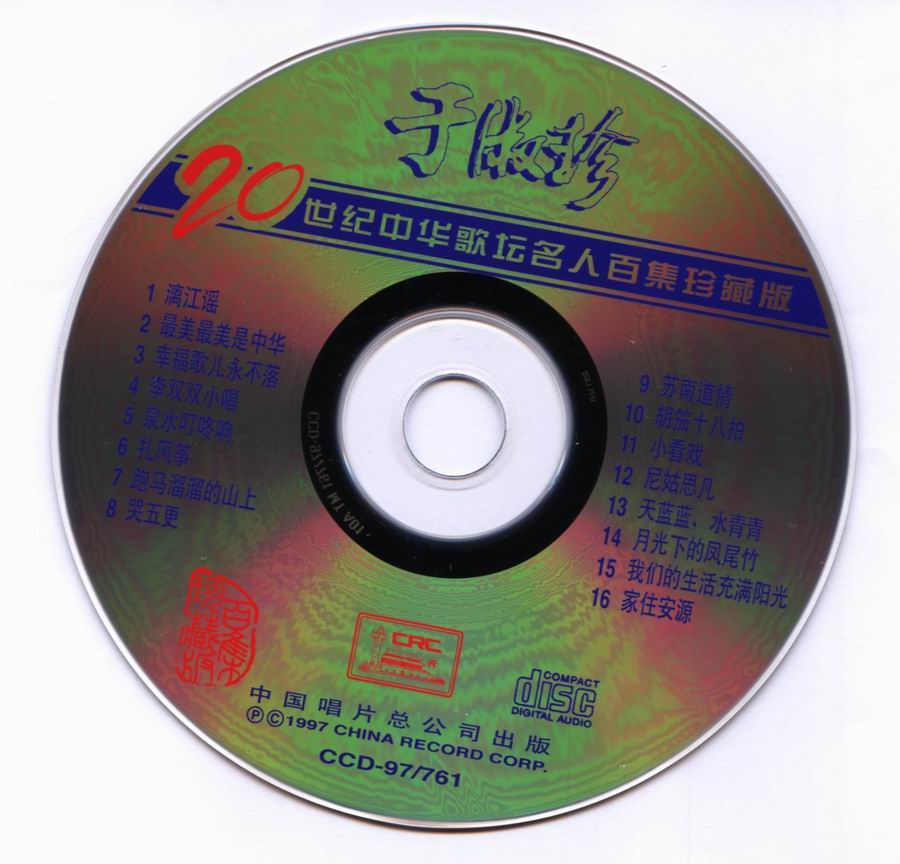 于淑珍
20世纪中华歌坛名人百集珍藏版
1 漓江谣
2 最美最美是中华
3 幸福歌儿永不落
4 李双双小唱
5 泉水叮咚响
6 扎风筝
7 跑马溜溜的山上
8 哭五更
9 苏南道情
10 胡笳十八拍
11 小看戏
12 尼姑思凡
13 天蓝蓝，水青青
14 月光下的凤尾竹
15 我们的生活充满阳光
16 家住安源
百集珍藏版
CRC
R
COMPACT
disc
DIGITAL AUDIO
中国唱片总公司出版
ⓅⒸ1997 CHINA RECORD CORP.
CCD-97/761